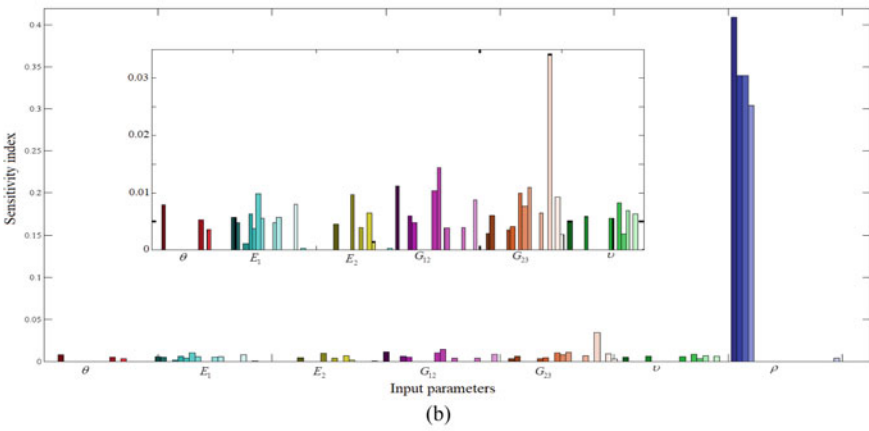 0.4
0.35
0.3
0.25
0.2
0.15
0.1
0.05
0
Sensitivity index
0.03
0.02
0.01
0
θ E₁ E₂ G₁₂ G₂₃ υ
θ E₁ E₂ G₁₂ G₂₃ υ ρ
Input parameters
(b)